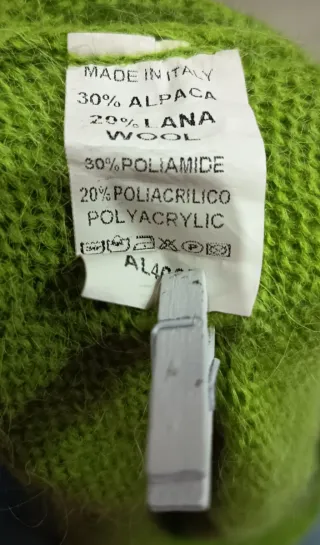 MADE IN ITALY
30% ALPACA
20% LANA
WOOL
30% POLIAMIDE
20% POLIACRILICO
POLYACRYLIC